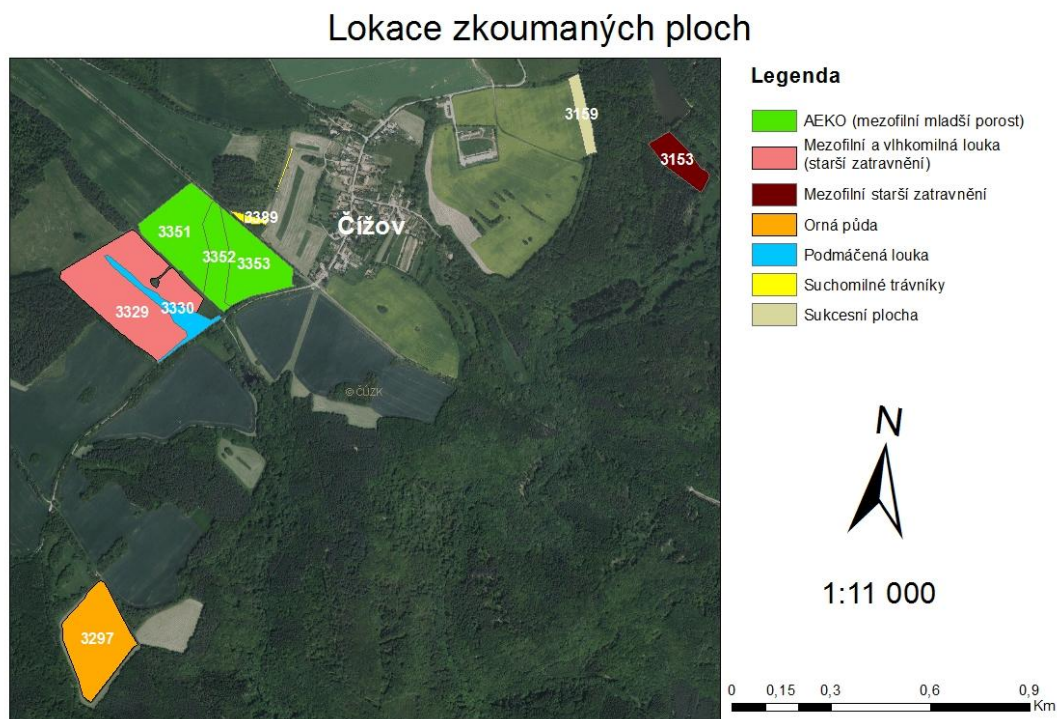 Lokace zkoumaných ploch
3159
3153
3389
Čížov
3351
3352
3353
3330
3329
© ČÚZK
3297
Legenda
AEKO (mezofilní mladší porost)
Mezofilní a vlhkomilná louka
(starší zatravnění)
Mezofilní starší zatravnění
Orná půda
Podmáčená louka
Suchomilné trávníky
Sukcesní plocha
N
1:11 000
0 0,15 0,3 0,6 0,9
Km